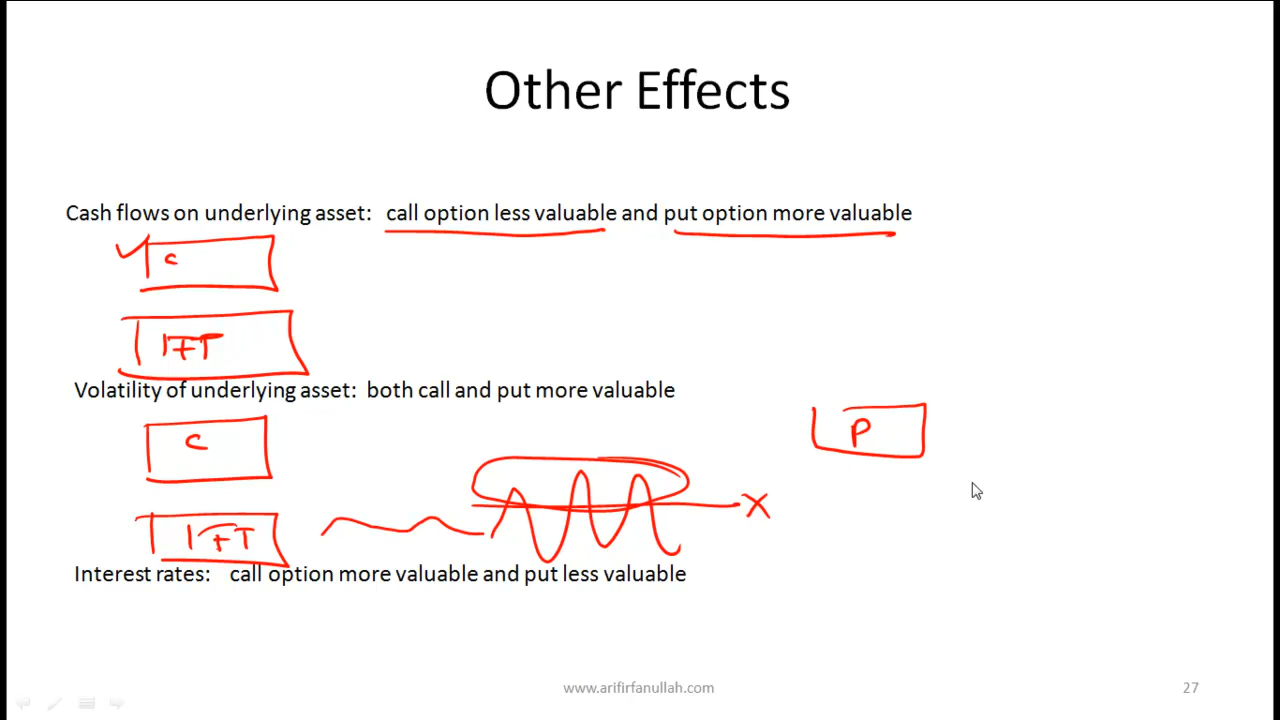 Other Effects
Cash flows on underlying asset: call option less valuable and put option more valuable
C
IFT
Volatility of underlying asset: both call and put more valuable
P
C
X
IFT
Interest rates: call option more valuable and put less valuable
www.arifirfanullah.com
27